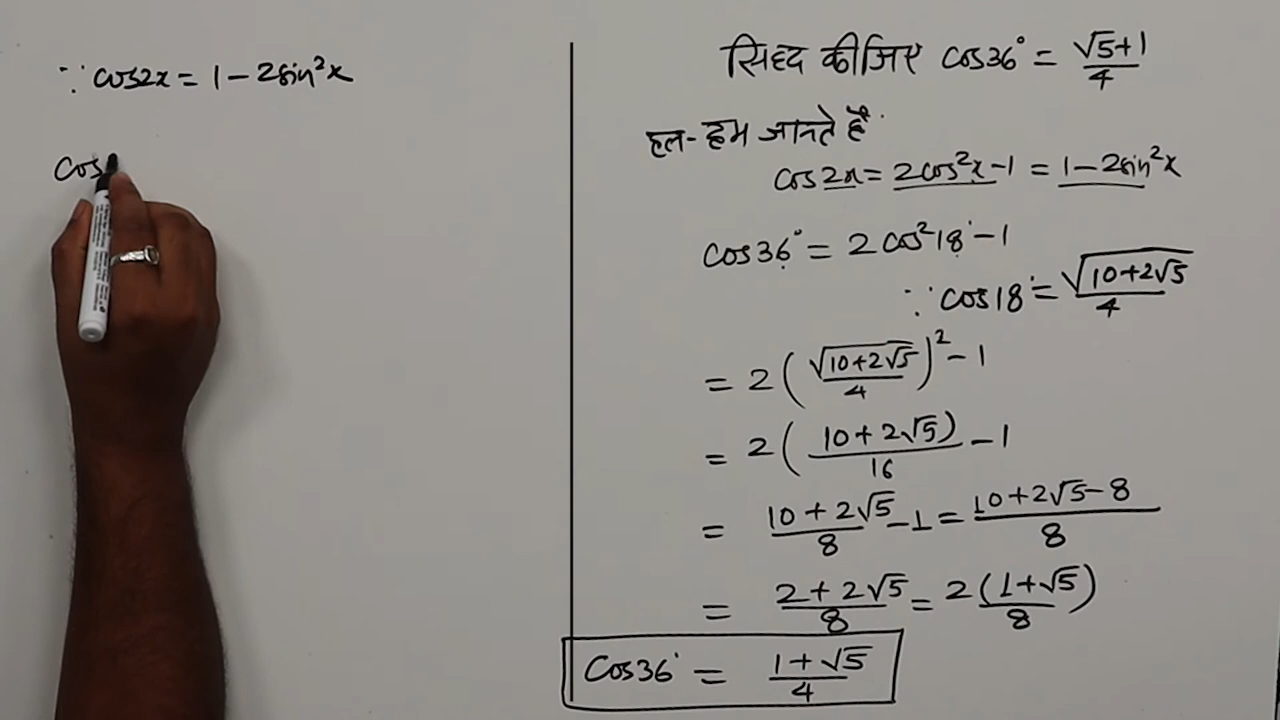 ∵ cos2x = 1 - 2sin²x
Cos
सिद्द कीजिए cos36° = √5+1/4
हल- हम जानते हैं
cos2x = 2cos²x-1 = 1-2sin²x
cos36° = 2cos²18°-1
∵ cos18° = √(10+2√5)/4
= 2(√(10+2√5)/4)²-1
= 2(10+2√5)/16 -1
= 10+2√5/8 -1 = 10+2√5-8/8
= 2+2√5/8 = 2(1+√5)/8
Cos36° = 1+√5/4